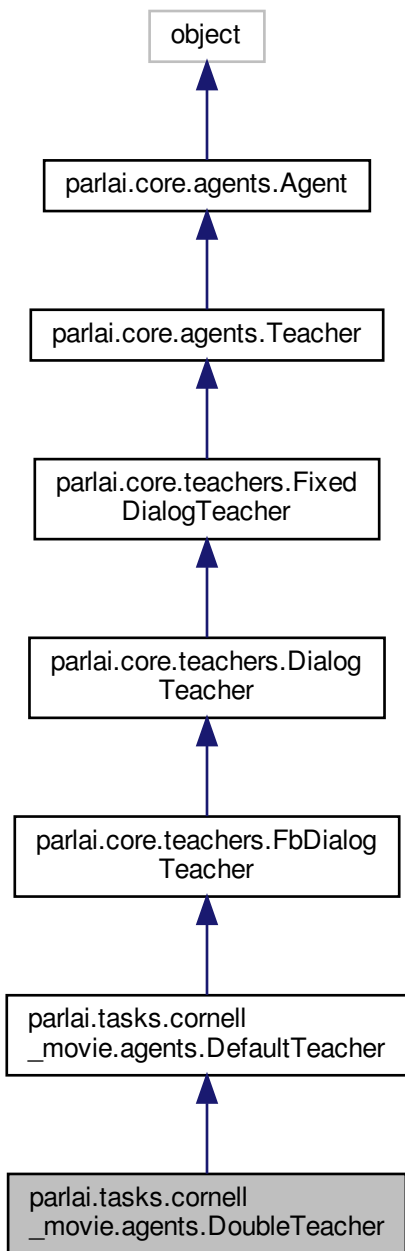 object
parlai.core.agents.Agent
parlai.core.agents.Teacher
parlai.core.teachers.Fixed
DialogTeacher
parlai.core.teachers.Dialog
Teacher
parlai.core.teachers.FbDialog
Teacher
parlai.tasks.cornell
_movie.agents.DefaultTeacher
parlai.tasks.cornell
_movie.agents.DoubleTeacher